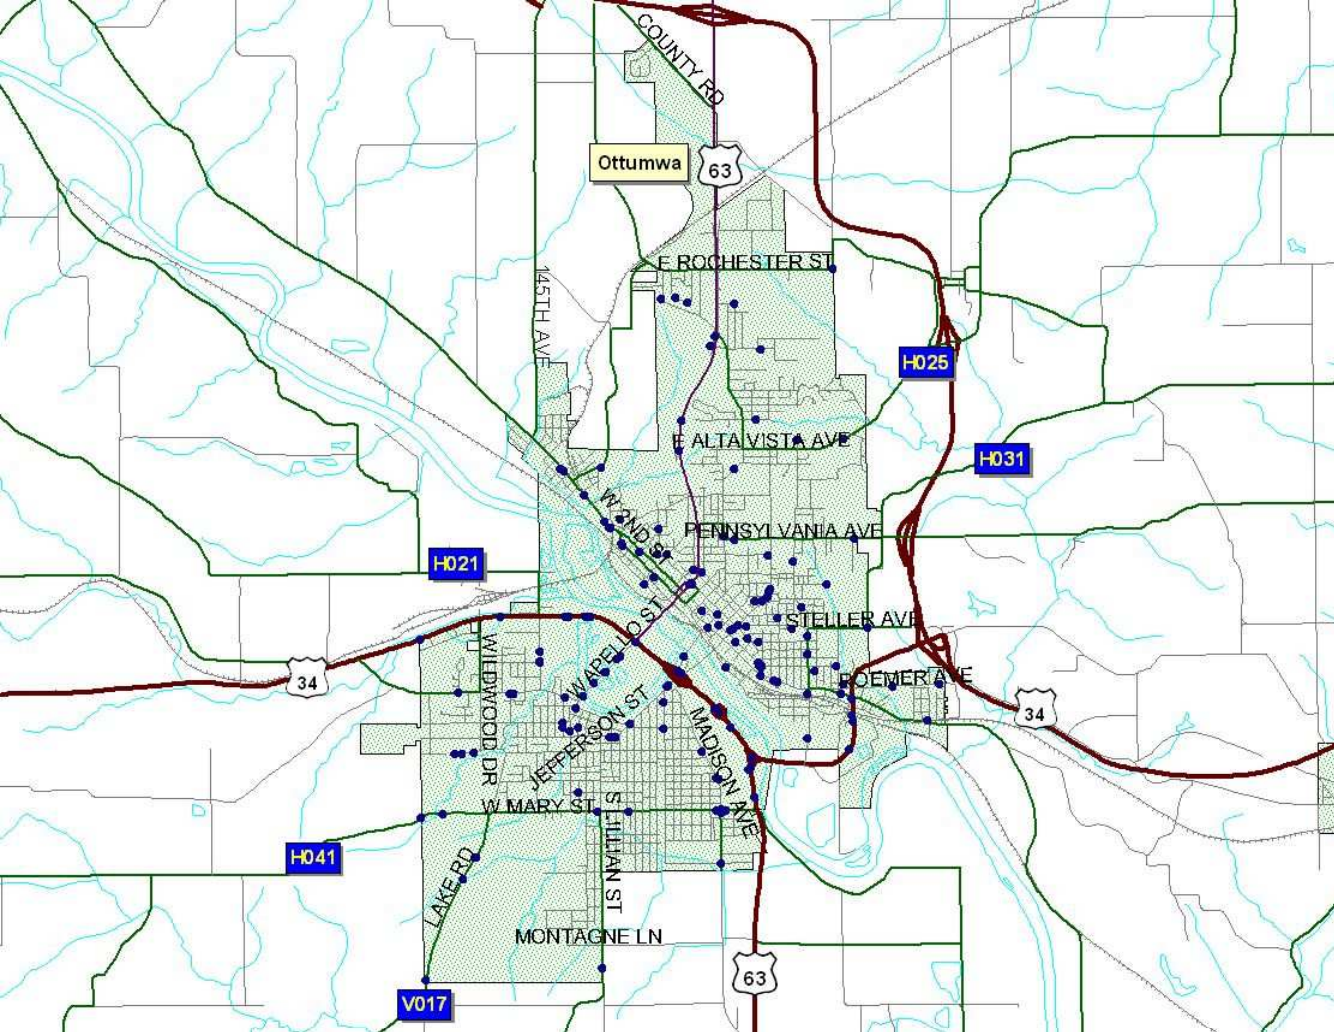 COUNTY RD
Ottumwa
63
E ROCHESTER ST
145TH AVE
H025
E ALTA VISTA AVE
H031
W 2ND ST
PENNSYLVANIA AVE
H021
STELLER AVE
W APELLO ST
WILDWOOD DR
34
ROEMER AVE
JEFFERSON ST
MADISON AVE
34
W MARY ST
S LILLIAN ST
H041
LAKE RD
MONTAGNE LN
63
V017